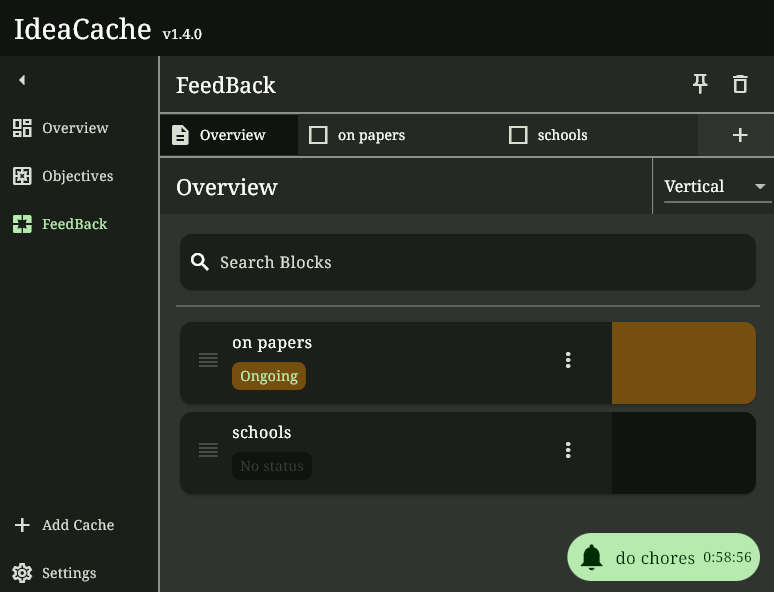 IdeaCache v1.4.0
Overview
Objectives
FeedBack
Add Cache
Settings
FeedBack
Overview on papers schools
Overview Vertical
Search Blocks
on papers
Ongoing
schools
No status
do chores 0:58:56